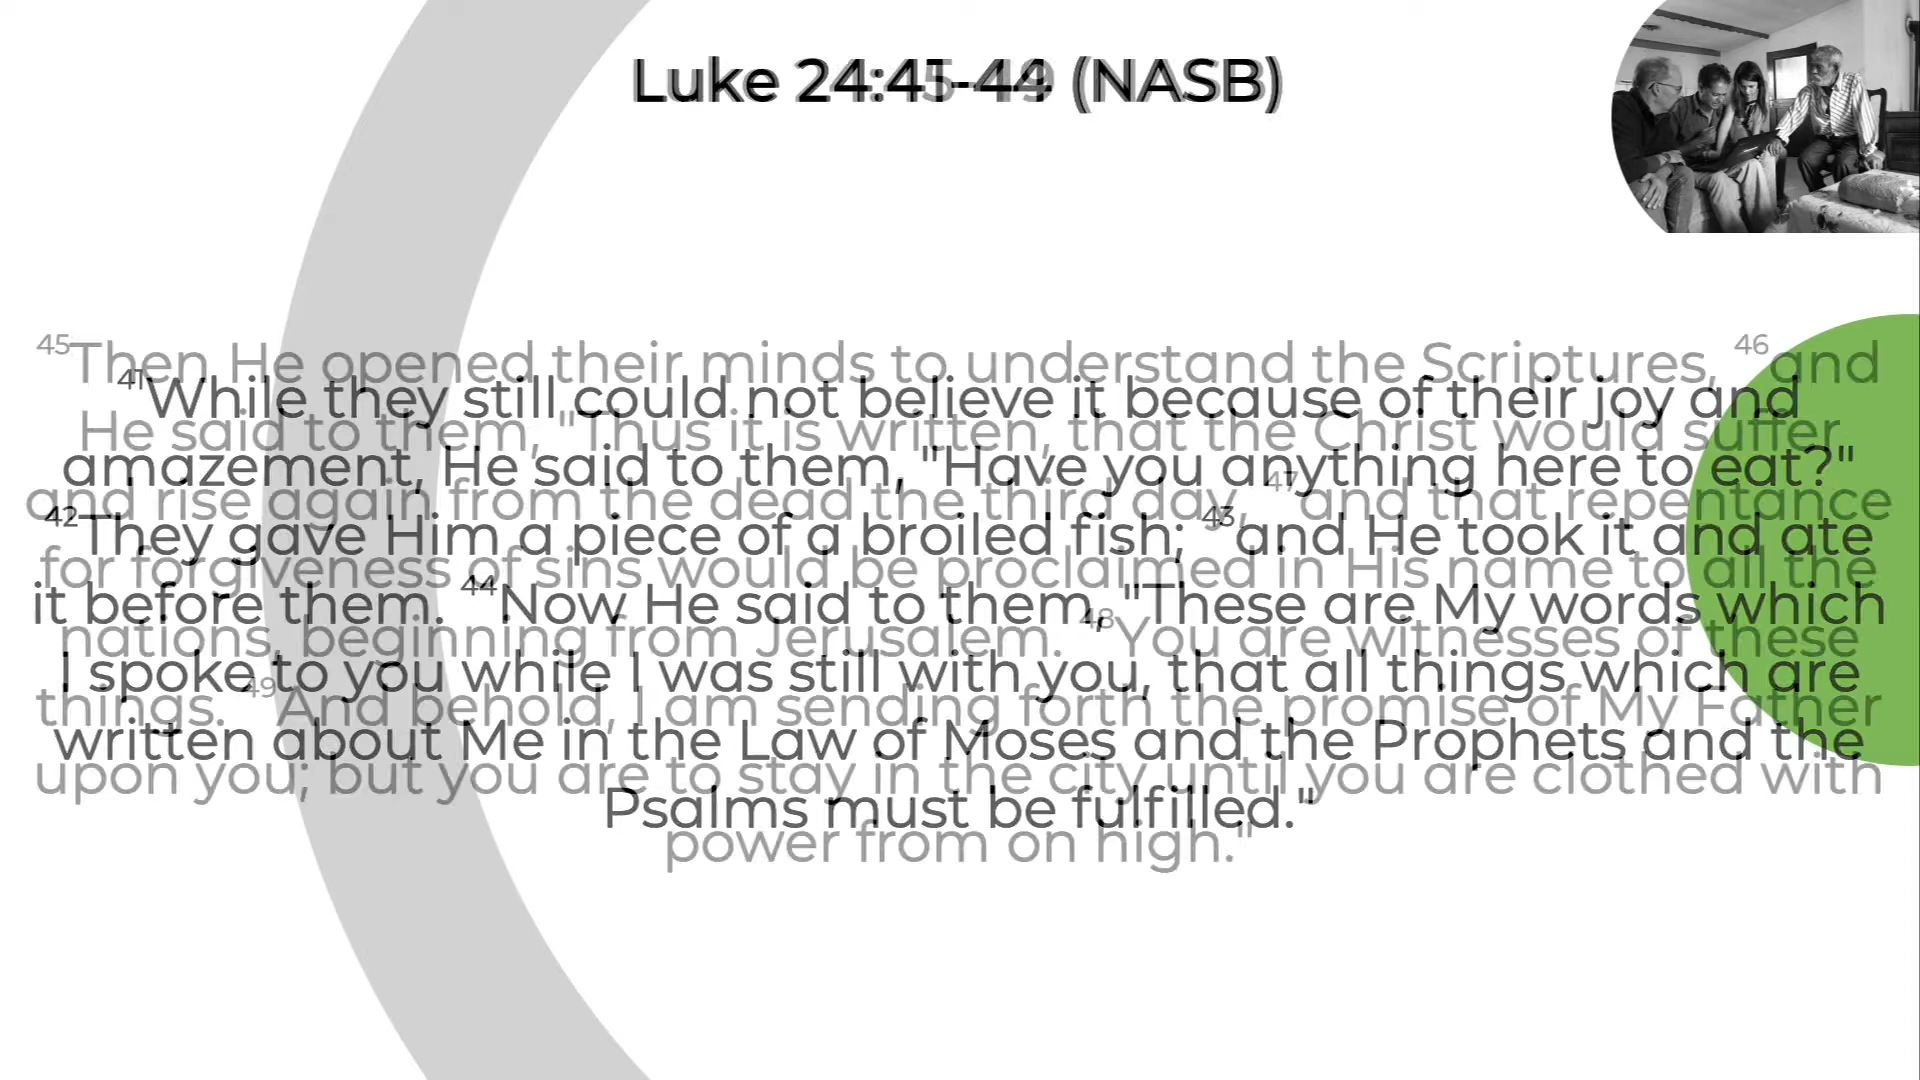 Luke 24:41-44 (NASB)
41While they still could not believe it because of their joy and
amazement, He said to them, "Have you anything here to eat?"
42They gave Him a piece of a broiled fish; 43and He took it and ate
it before them. 44Now He said to them, "These are My words which
I spoke to you while I was still with you, that all things which are
written about Me in the Law of Moses and the Prophets and the
Psalms must be fulfilled."
Luke 24:45-49 (NASB)
45Then He opened their minds to understand the Scriptures, 46and
He said to them, "Thus it is written, that the Christ would suffer
and rise again from the dead the third day, 47and that repentance
for forgiveness of sins would be proclaimed in His name to all the
nations, beginning from Jerusalem. 48You are witnesses of these
things. 49And behold, I am sending forth the promise of My Father
upon you; but you are to stay in the city until you are clothed with
power from on high."